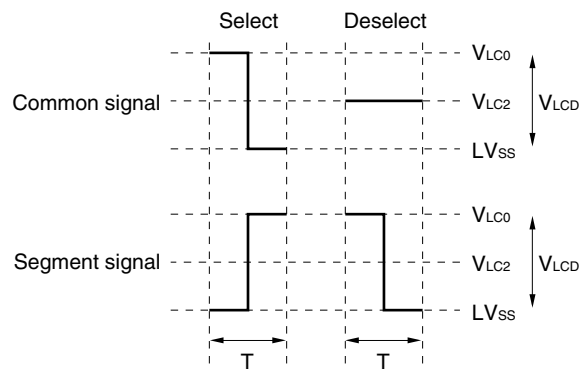 Select Deselect
VLC0
Common signal VLC2 VLCD
LVSS
VLC0
Segment signal VLC2 VLCD
LVSS
T T